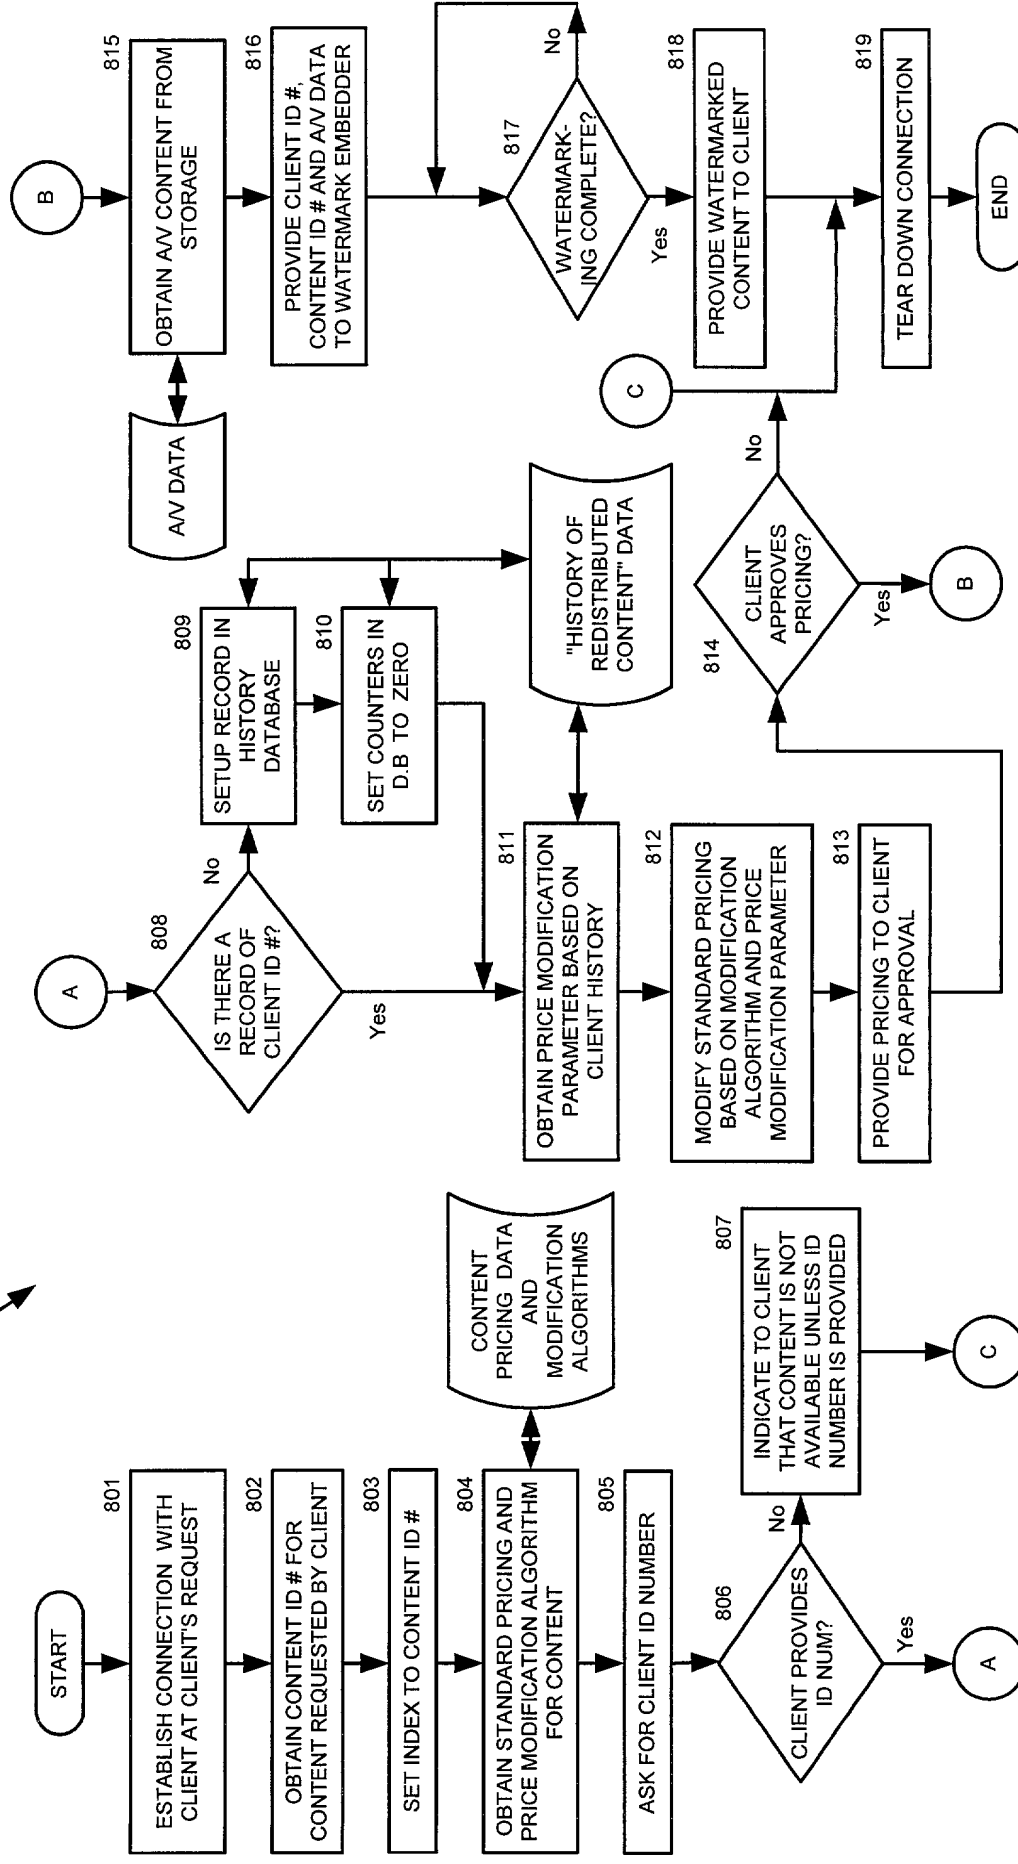 START
801
ESTABLISH CONNECTION WITH
CLIENT AT CLIENT'S REQUEST
802
OBTAIN CONTENT ID # FOR
CONTENT REQUESTED BY CLIENT
803
SET INDEX TO CONTENT ID #
804
OBTAIN STANDARD PRICING AND
PRICE MODIFICATION ALGORITHM
FOR CONTENT
CONTENT
PRICING DATA
AND
MODIFICATION
ALGORITHMS
805
ASK FOR CLIENT ID NUMBER
806
CLIENT PROVIDES
ID NUM?
No
Yes
807
INDICATE TO CLIENT
THAT CONTENT IS NOT
AVAILABLE UNLESS ID
NUMBER IS PROVIDED
A
C
A
808
IS THERE A
RECORD OF
CLIENT ID #?
No
Yes
809
SETUP RECORD IN
HISTORY
DATABASE
810
SET COUNTERS IN
D.B TO ZERO
811
OBTAIN PRICE MODIFICATION
PARAMETER BASED ON
CLIENT HISTORY
"HISTORY OF
REDISTRIBUTED
CONTENT" DATA
812
MODIFY STANDARD PRICING
BASED ON MODIFICATION
ALGORITHM AND PRICE
MODIFICATION PARAMETER
813
PROVIDE PRICING TO CLIENT
FOR APPROVAL
814
CLIENT
APPROVES
PRICING?
No
Yes
B
C
B
815
OBTAIN A/V CONTENT FROM
STORAGE
A/V DATA
816
PROVIDE CLIENT ID #,
CONTENT ID # AND A/V DATA
TO WATERMARK EMBEDDER
817
WATERMARK-
ING COMPLETE?
No
Yes
818
PROVIDE WATERMARKED
CONTENT TO CLIENT
819
TEAR DOWN CONNECTION
END